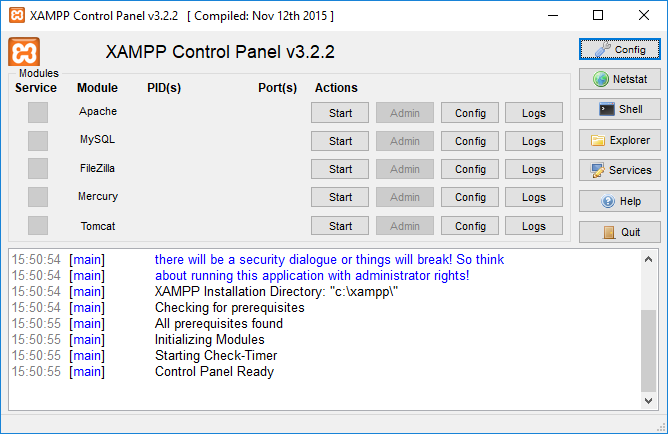 XAMPP Control Panel v3.2.2 [ Compiled: Nov 12th 2015 ]
XAMPP Control Panel v3.2.2
Config
Modules
Service Module PID(s) Port(s) Actions
Netstat
Apache Start Admin Config Logs
Shell
MySQL Start Admin Config Logs
Explorer
FileZilla Start Admin Config Logs
Services
Mercury Start Admin Config Logs
Help
Tomcat Start Admin Config Logs
Quit
15:50:54 [main] there will be a security dialogue or things will break! So think
15:50:54 [main] about running this application with administrator rights!
15:50:54 [main] XAMPP Installation Directory: "c:\xampp\"
15:50:54 [main] Checking for prerequisites
15:50:55 [main] All prerequisites found
15:50:55 [main] Initializing Modules
15:50:55 [main] Starting Check-Timer
15:50:55 [main] Control Panel Ready